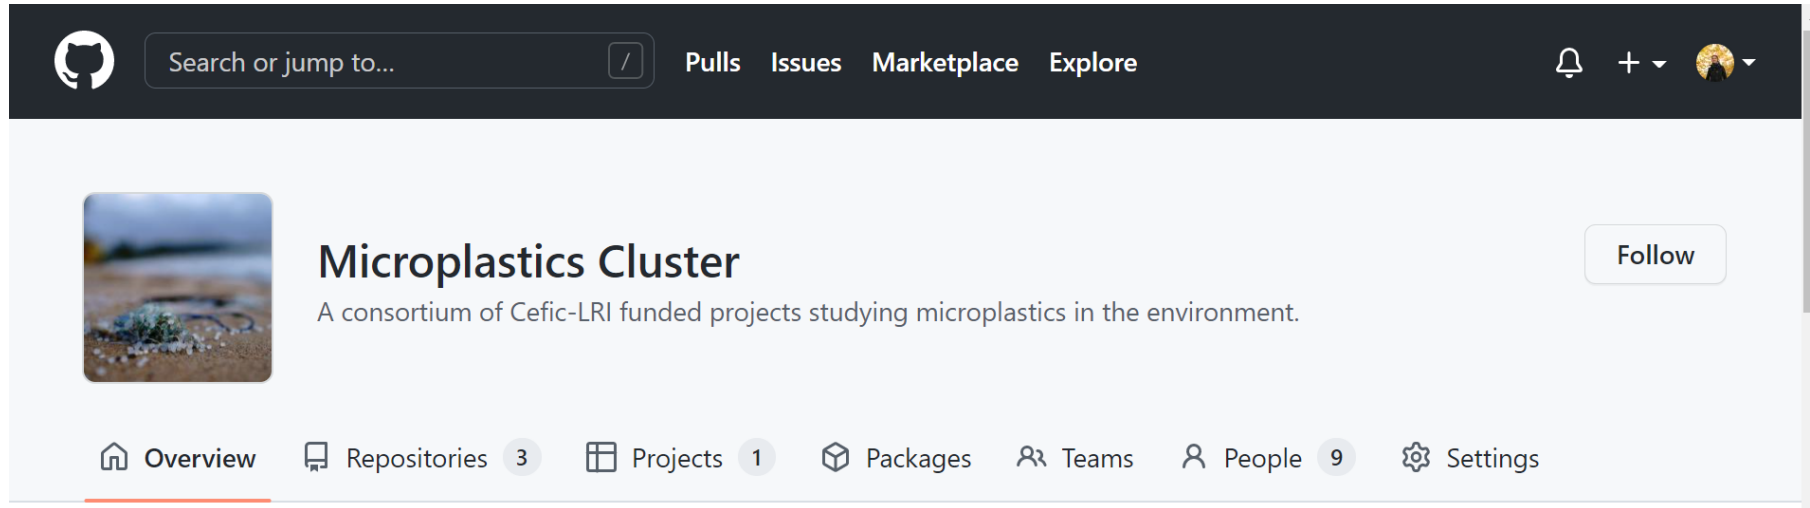 Search or jump to... / Pulls Issues Marketplace Explore
Microplastics Cluster
Follow
A consortium of Cefic-LRI funded projects studying microplastics in the environment.
Overview Repositories 3 Projects 1 Packages Teams People 9 Settings